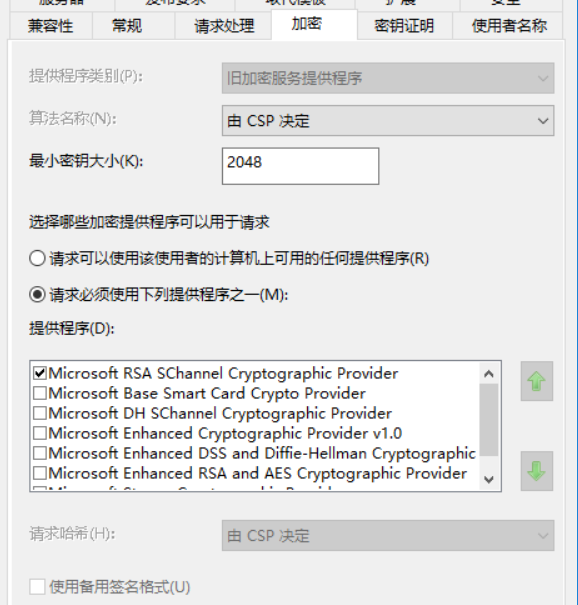 服务器 发布要求 取代模板 扩展 安全
兼容性 常规 请求处理 加密 密钥证明 使用者名称
提供程序类别(P): 旧加密服务提供程序
算法名称(N): 由 CSP 决定
最小密钥大小(K): 2048
选择哪些加密提供程序可以用于请求
请求可以使用该使用者的计算机上可用的任何提供程序(R)
请求必须使用下列提供程序之一(M):
提供程序(D):
Microsoft RSA SChannel Cryptographic Provider
Microsoft Base Smart Card Crypto Provider
Microsoft DH SChannel Cryptographic Provider
Microsoft Enhanced Cryptographic Provider v1.0
Microsoft Enhanced DSS and Diffie-Hellman Cryptographic
Microsoft Enhanced RSA and AES Cryptographic Provider
请求哈希(H): 由 CSP 决定
使用备用签名格式(U)